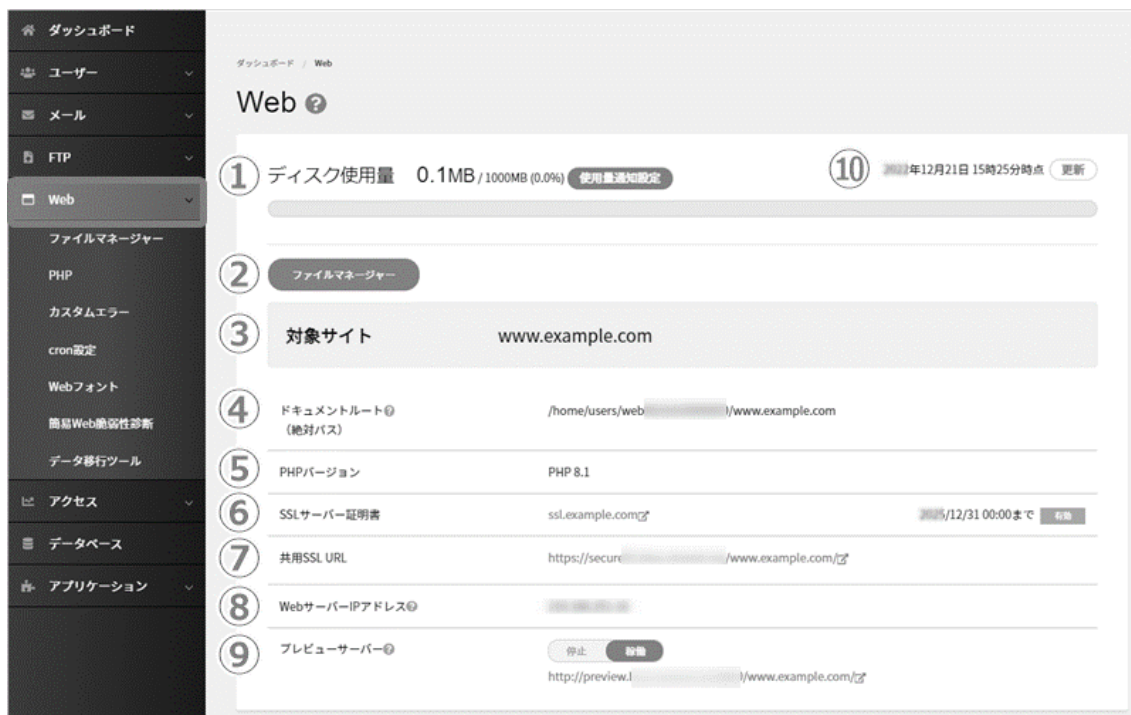 ダッシュボード
ユーザー
メール
FTP
Web
ファイルマネージャー
PHP
カスタムエラー
cron設定
Webフォント
簡易Web脆弱性診断
データ移行ツール
アクセス
データベース
アプリケーション
ダッシュボード / Web
Web ?
① ディスク使用量 0.1MB / 1000MB (0.0%) 使用量通知設定
⑩ 年12月21日 15時25分時点 更新
② ファイルマネージャー
③ 対象サイト www.example.com
④ ドキュメントルート? /home/users/web /www.example.com
（絶対パス）
⑤ PHPバージョン PHP 8.1
⑥ SSLサーバー証明書 ssl.example.com /12/31 00:00まで 有効
⑦ 共用SSL URL https://secure /www.example.com/
⑧ WebサーバーIPアドレス?
⑨ プレビューサーバー? 停止 稼働
http://preview. /www.example.com/